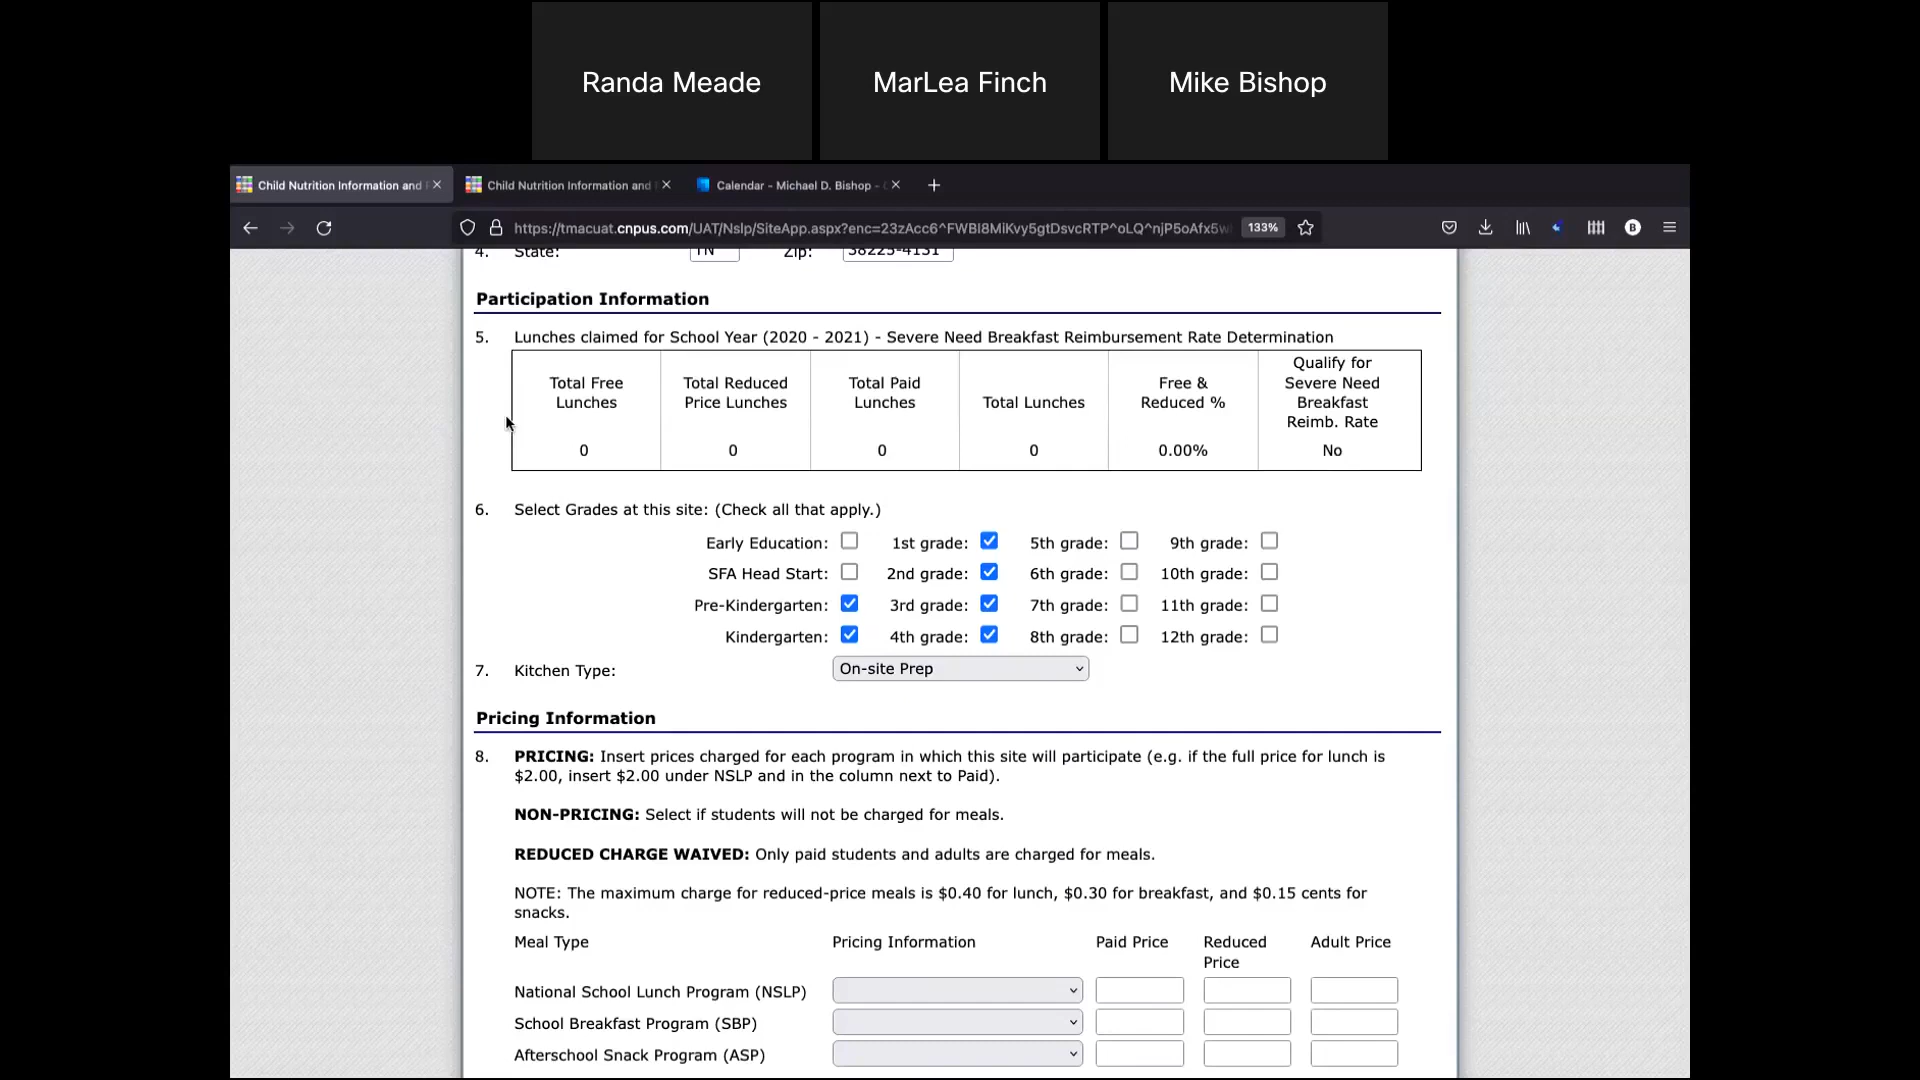 Randa Meade
MarLea Finch
Mike Bishop
Child Nutrition Information and
Child Nutrition Information and
Calendar - Michael D. Bishop -
https://tmacuat.cnpus.com/UAT/Nslp/SiteApp.aspx?enc=23zAcc6^FWBI8MiKvy5gtDsvcRTP^oLQ^njP5oAfx5w
133%
B
4. State: TN Zip: 38225-4131
Participation Information
5. Lunches claimed for School Year (2020 - 2021) - Severe Need Breakfast Reimbursement Rate Determination
Total Free
Lunches
Total Reduced
Price Lunches
Total Paid
Lunches
Total Lunches
Free &
Reduced %
Qualify for
Severe Need
Breakfast
Reimb. Rate
0 0 0 0 0.00% No
6. Select Grades at this site: (Check all that apply.)
Early Education: 1st grade: 5th grade: 9th grade:
SFA Head Start: 2nd grade: 6th grade: 10th grade:
Pre-Kindergarten: 3rd grade: 7th grade: 11th grade:
Kindergarten: 4th grade: 8th grade: 12th grade:
7. Kitchen Type: On-site Prep
Pricing Information
8. PRICING: Insert prices charged for each program in which this site will participate (e.g. if the full price for lunch is
$2.00, insert $2.00 under NSLP and in the column next to Paid).
NON-PRICING: Select if students will not be charged for meals.
REDUCED CHARGE WAIVED: Only paid students and adults are charged for meals.
NOTE: The maximum charge for reduced-price meals is $0.40 for lunch, $0.30 for breakfast, and $0.15 cents for
snacks.
Meal Type Pricing Information Paid Price Reduced Price Adult Price
National School Lunch Program (NSLP)
School Breakfast Program (SBP)
Afterschool Snack Program (ASP)